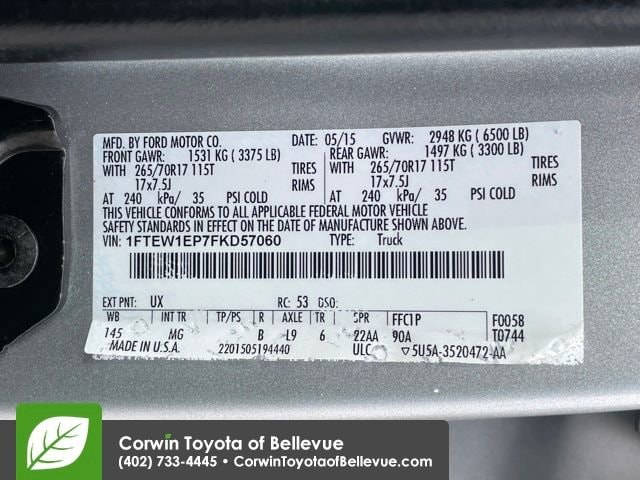 MFD. BY FORD MOTOR CO. DATE: 05/15 GVWR: 2948 KG (6500 LB)
FRONT GAWR: 1531 KG (3375 LB) REAR GAWR: 1497 KG (3300 LB)
WITH 265/70R17 115T TIRES WITH 265/70R17 115T TIRES
17x7.5J RIMS 17x7.5J RIMS
AT 240 kPa/ 35 PSI COLD AT 240 kPa/ 35 PSI COLD
THIS VEHICLE CONFORMS TO ALL APPLICABLE FEDERAL MOTOR VEHICLE
SAFETY STANDARDS IN EFFECT ON THE DATE OF MANUFACTURE SHOWN ABOVE.
VIN: 1FTEW1EP7FKD57060 TYPE: Truck
EXT PNT: UX RC: 53 DSO:
WB INT TR TP/PS R AXLE TR SPR FFC1P F0058
145 MG B L9 6 22AA 90A T0744
MADE IN U.S.A. 2201505194440 ULC ▽5U5A-3520472-AA
Corwin Toyota of Bellevue
(402) 733-4445 • CorwinToyotaofBellevue.com